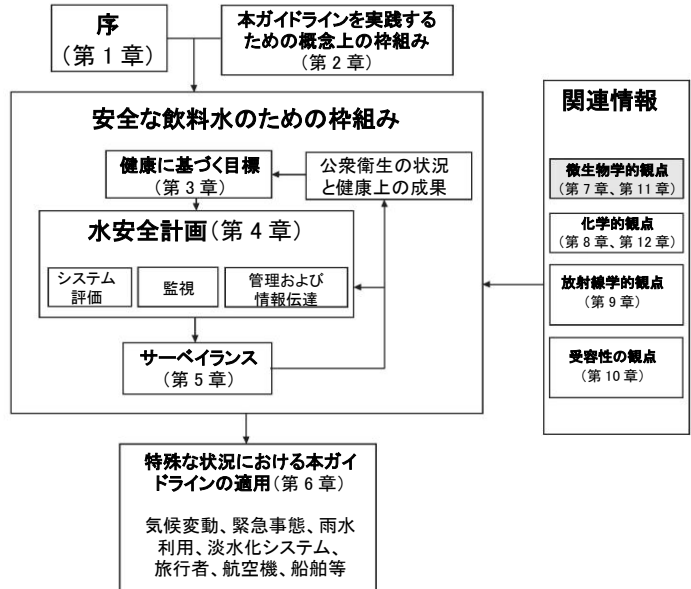 序
(第 1 章)
本ガイドラインを実践する
ための概念上の枠組み
(第 2 章)
安全な飲料水のための枠組み
健康に基づく目標
(第 3 章)
公衆衛生の状況
と健康上の成果
水安全計画(第 4 章)
システム
評価
監視
管理および
情報伝達
サーベイランス
(第 5 章)
特殊な状況における本ガイ
ドラインの適用(第 6 章)
気候変動、緊急事態、雨水
利用、淡水化システム、
旅行者、航空機、船舶等
関連情報
微生物学的観点
(第 7 章、第 11 章)
化学的観点
(第 8 章、第 12 章)
放射線学的観点
(第 9 章)
受容性の観点
(第 10 章)